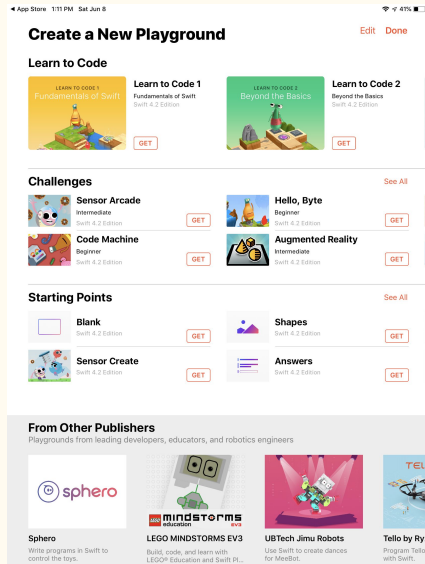 App Store 1:11 PM Sat Jun 8 41%
Create a New Playground
Edit Done
Learn to Code
LEARN TO CODE 1
Fundamentals of Swift
Learn to Code 1
Fundamentals of Swift
Swift 4.2 Edition
GET
LEARN TO CODE 2
Beyond the Basics
Learn to Code 2
Beyond the Basics
Swift 4.2 Edition
GET
Challenges
See All
Sensor Arcade
Intermediate
Swift 4.2 Edition
GET
Hello, Byte
Beginner
Swift 4.2 Edition
GET
Code Machine
Beginner
Swift 4.2 Edition
GET
Augmented Reality
Intermediate
Swift 4.2 Edition
GET
Starting Points
See All
Blank
Swift 4.2 Edition
GET
Shapes
Swift 4.2 Edition
GET
Sensor Create
Swift 4.2 Edition
GET
Answers
Swift 4.2 Edition
GET
From Other Publishers
Playgrounds from leading developers, educators, and robotics engineers
sphero
Sphero
Write programs in Swift to
control the toys.
LEGO mindstorms
education EV3
LEGO MINDSTORMS EV3
Build, code, and learn with
LEGO® Education and Swift Pl...
UBTech Jimu Robots
Use Swift to create dances
for MeeBot.
TEL
Tello by Ry
Program Tello
with Swift.